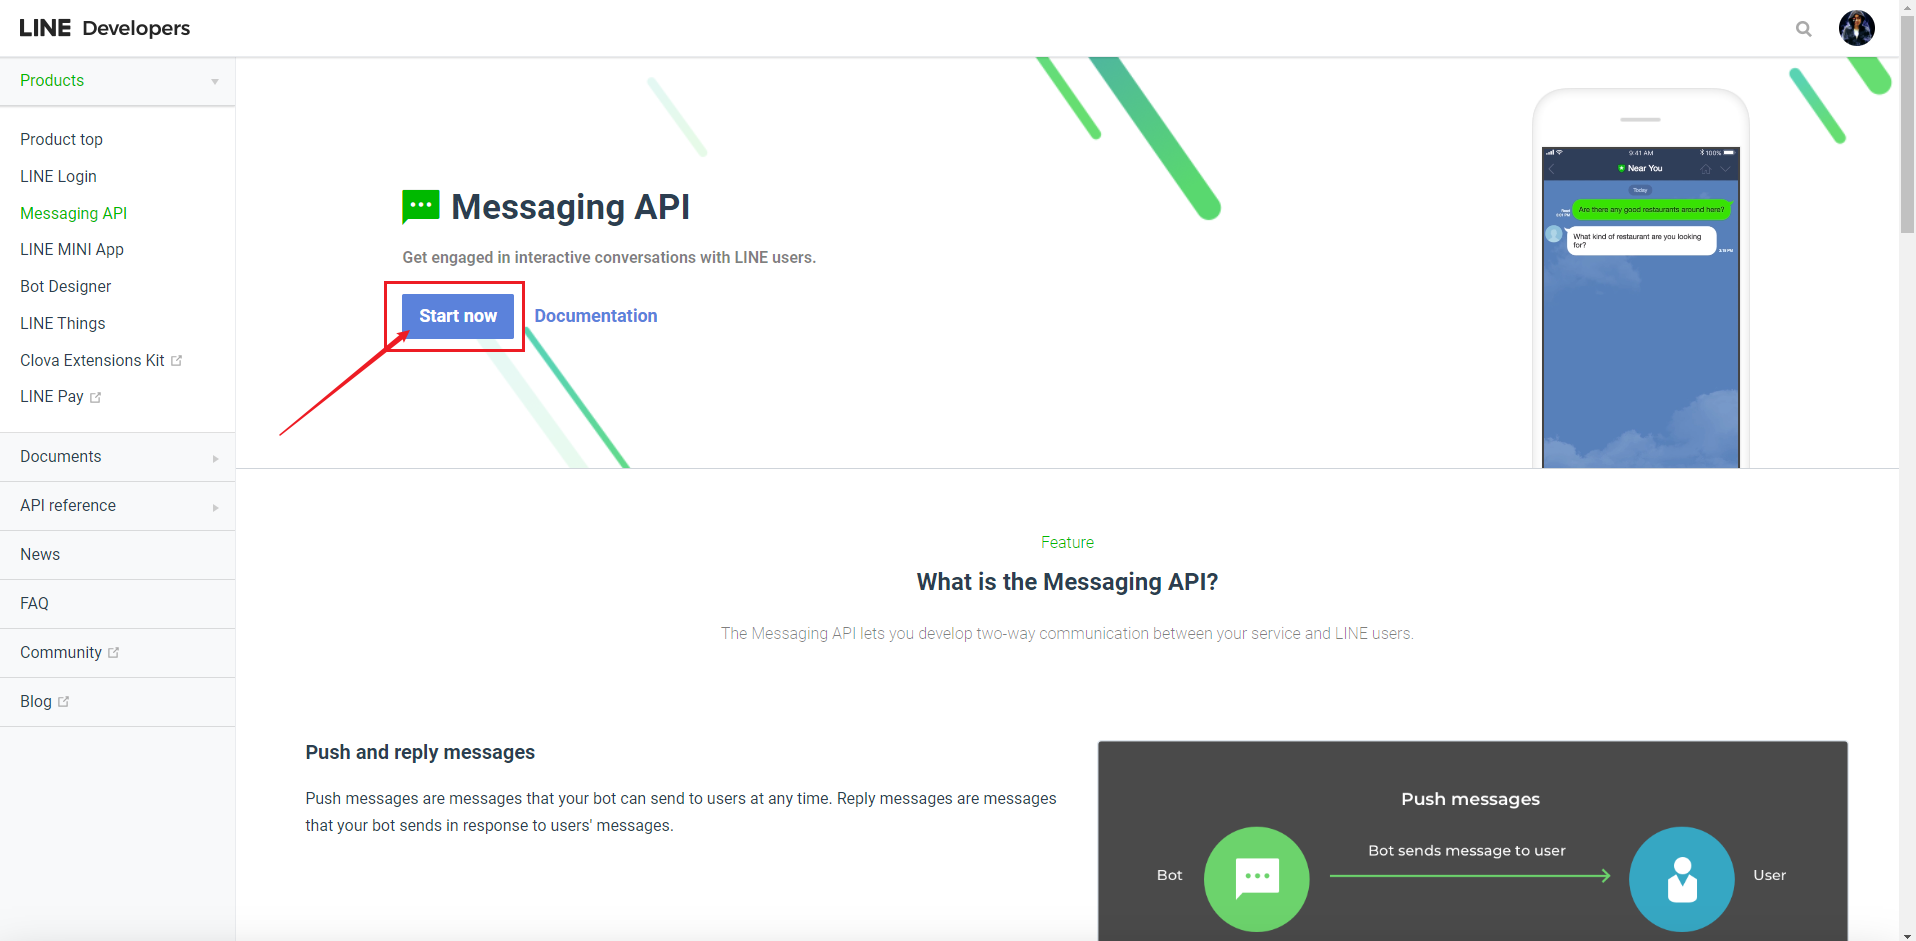 LINE Developers
Products
Product top
LINE Login
Messaging API
LINE MINI App
Bot Designer
LINE Things
Clova Extensions Kit
LINE Pay
Documents
API reference
News
FAQ
Community
Blog
Messaging API
Get engaged in interactive conversations with LINE users.
Start now
Documentation
9:41 AM
100%
Near You
Today
Are there any good restaurants around here?
What kind of restaurant are you looking
for?
Feature
What is the Messaging API?
The Messaging API lets you develop two-way communication between your service and LINE users.
Push and reply messages
Push messages are messages that your bot can send to users at any time. Reply messages are messages
that your bot sends in response to users' messages.
Push messages
Bot sends message to user
Bot
User